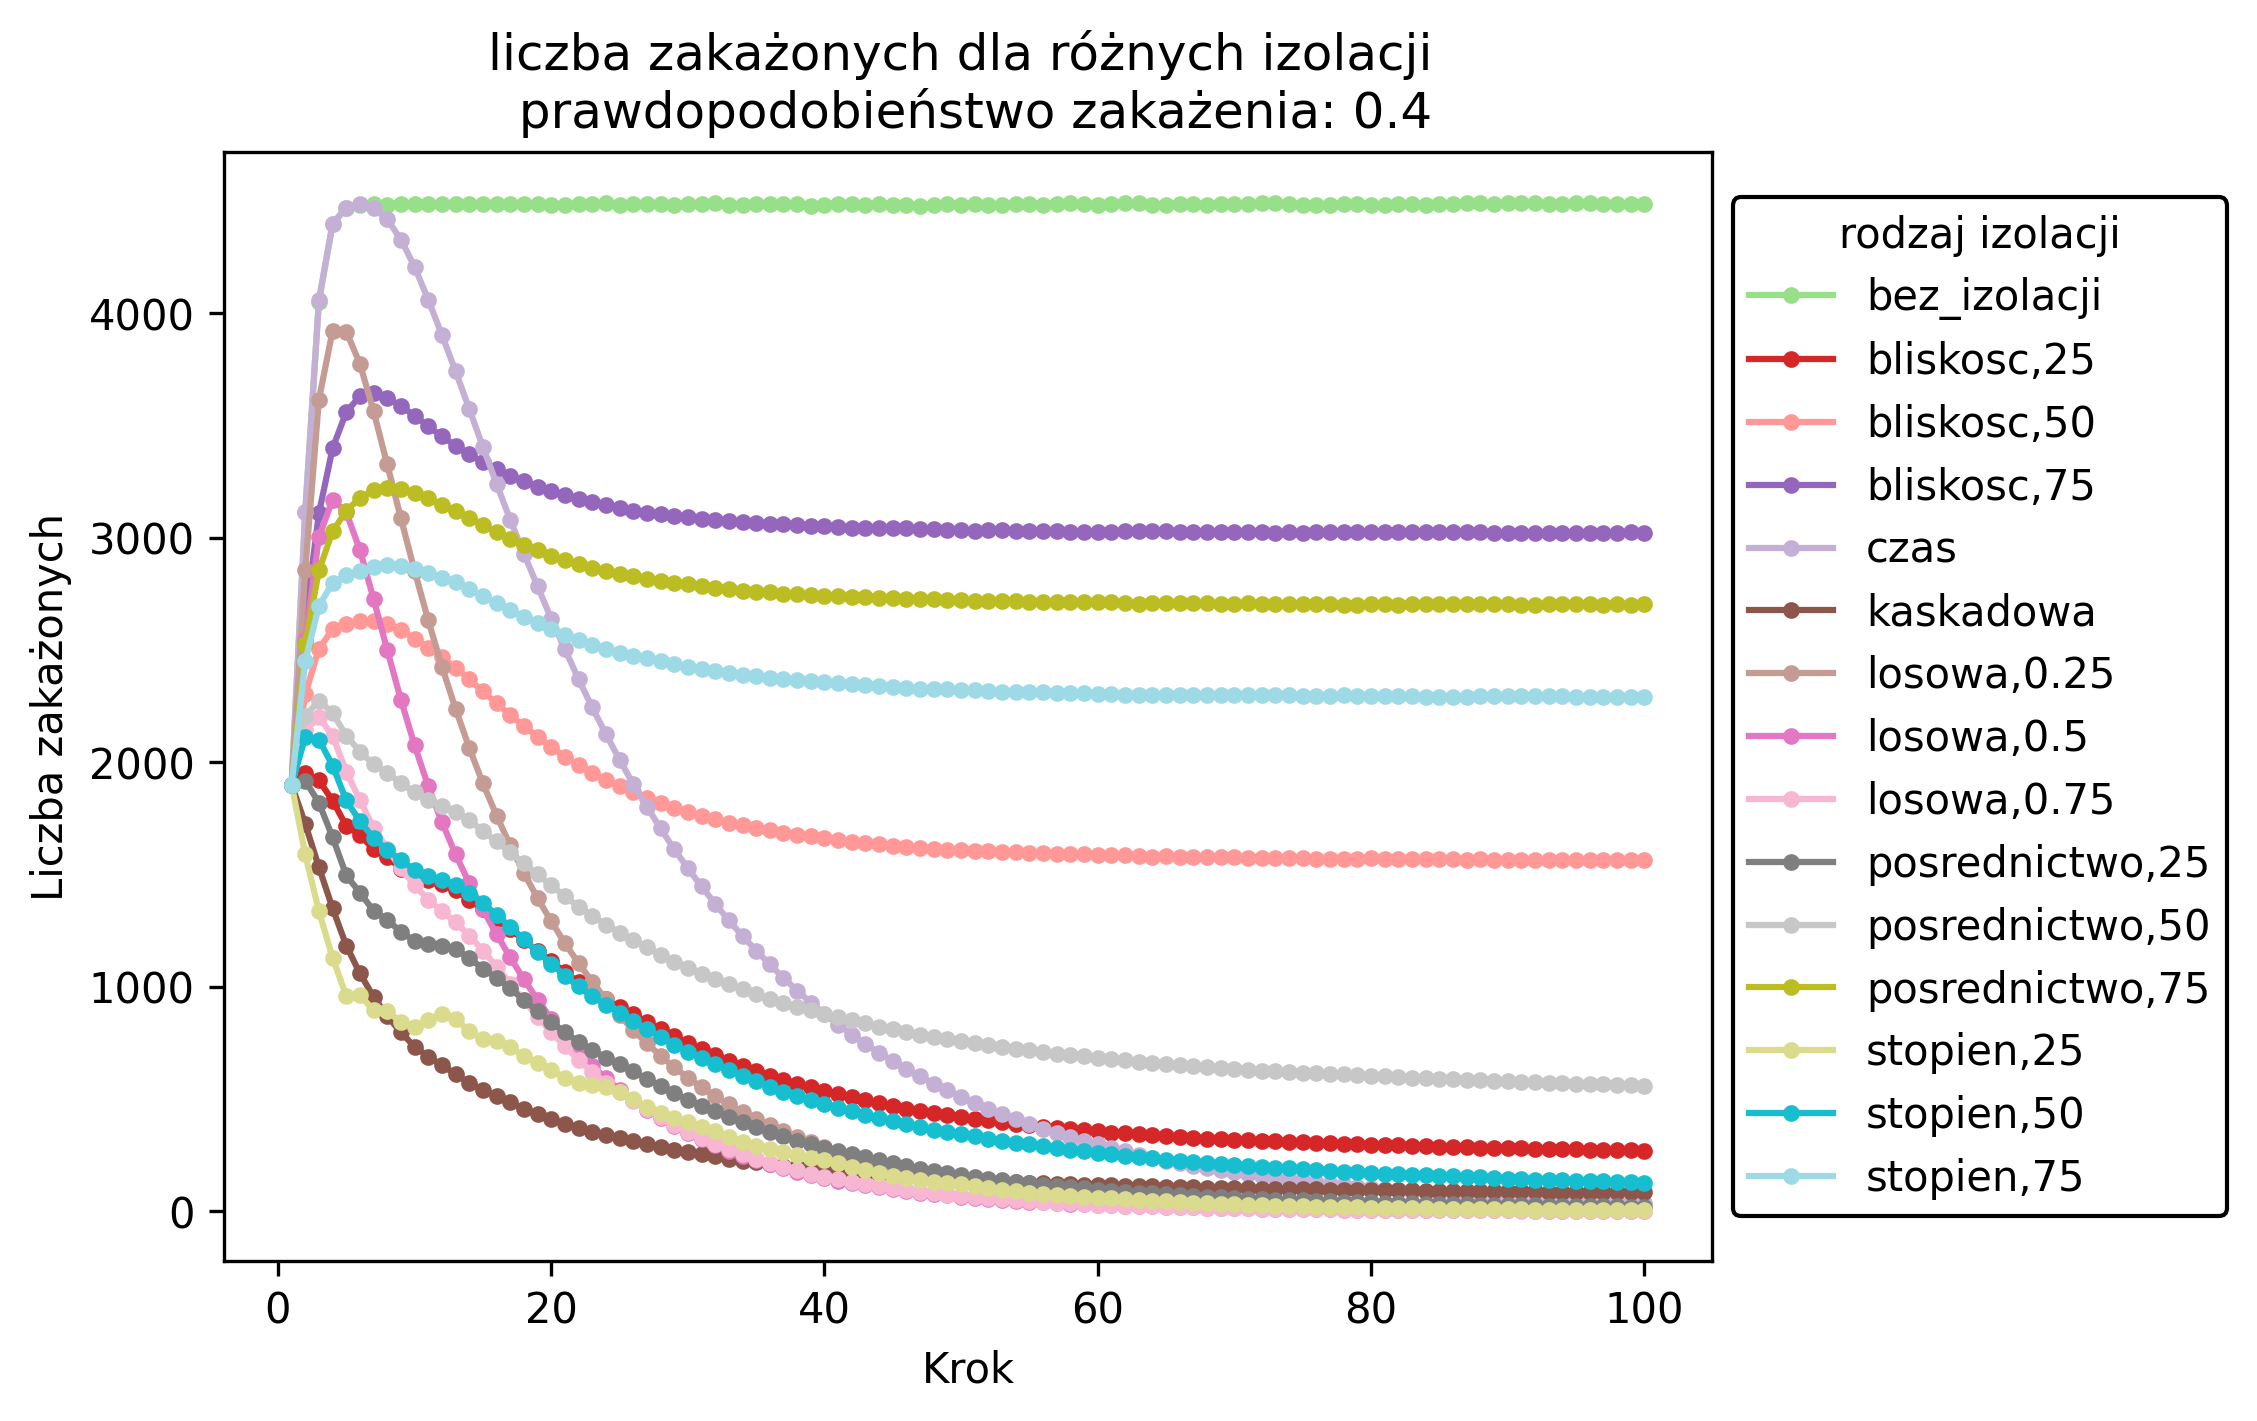 liczba zakażonych dla różnych izolacji
prawdopodobieństwo zakażenia: 0.4
Liczba zakażonych
4000
3000
2000
1000
0
0 20 40 60 80 100
Krok
rodzaj izolacji
bez_izolacji
bliskosc,25
bliskosc,50
bliskosc,75
czas
kaskadowa
losowa,0.25
losowa,0.5
losowa,0.75
posrednictwo,25
posrednictwo,50
posrednictwo,75
stopien,25
stopien,50
stopien,75